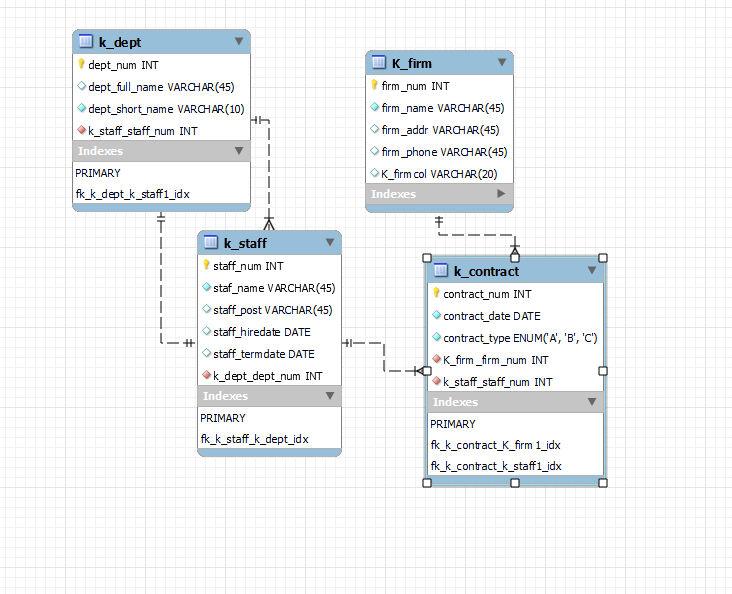 k_dept
dept_num INT
dept_full_name VARCHAR(45)
dept_short_name VARCHAR(10)
k_staff_staff_num INT
Indexes
PRIMARY
fk_k_dept_k_staff1_idx
K_firm
firm_num INT
firm_name VARCHAR(45)
firm_addr VARCHAR(45)
firm_phone VARCHAR(45)
K_firmcol VARCHAR(20)
Indexes
k_staff
staff_num INT
staf_name VARCHAR(45)
staff_post VARCHAR(45)
staff_hiredate DATE
staff_termdate DATE
k_dept_dept_num INT
Indexes
PRIMARY
fk_k_staff_k_dept_idx
k_contract
contract_num INT
contract_date DATE
contract_type ENUM('A', 'B', 'C')
K_firm_firm_num INT
k_staff_staff_num INT
Indexes
PRIMARY
fk_k_contract_K_firm1_idx
fk_k_contract_k_staff1_idx